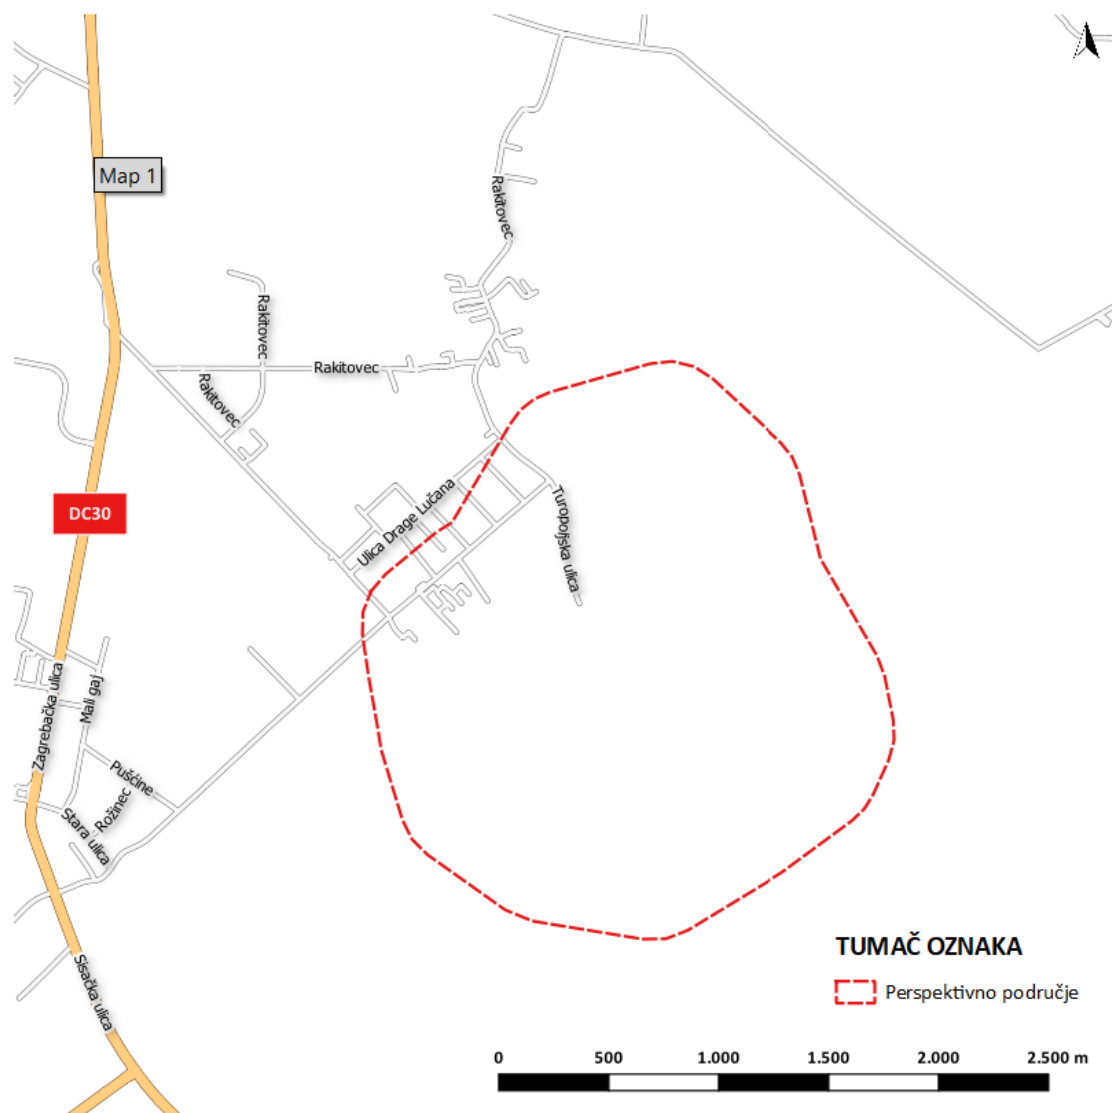 Map 1
Rakitovec
Rakitovec
Rakitovec
Rakitovec
Ulica Drage Lučana
DC30
Turopoljska ulica
Zagrebačka ulica
Mali gaj
Pušćine
Rožinec
Stara ulica
Sisačka ulica
TUMAČ OZNAKA
Perspektivno područje
0 500 1.000 1.500 2.000 2.500 m